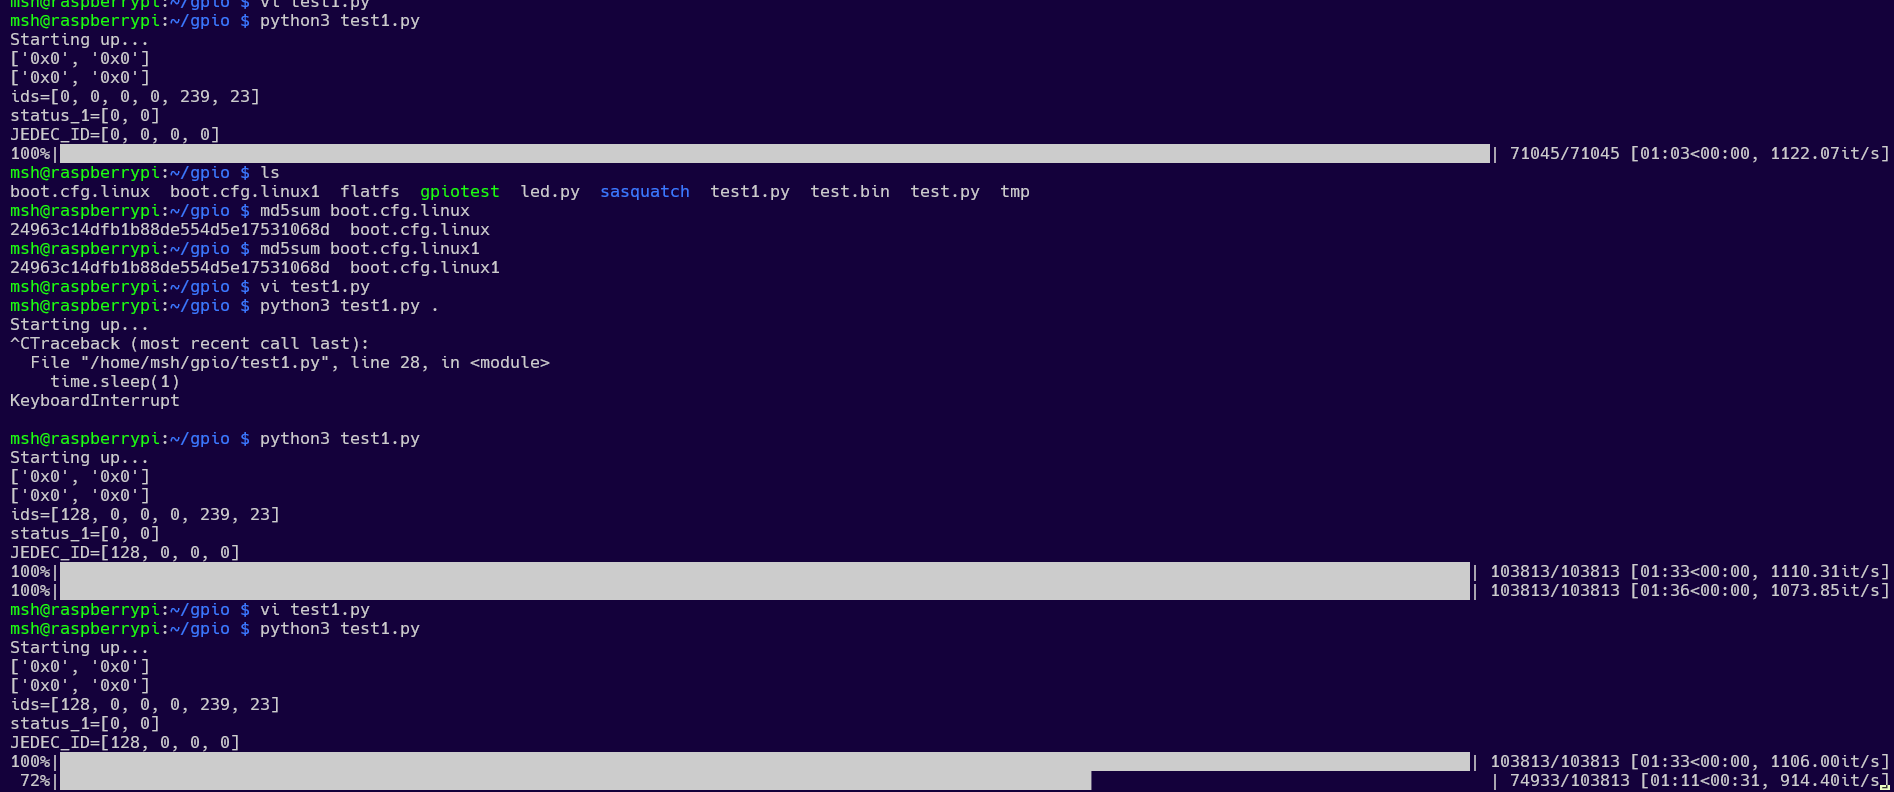 msh@raspberrypi:~/gpio $ vi test1.py
msh@raspberrypi:~/gpio $ python3 test1.py
Starting up...
['0x0', '0x0']
['0x0', '0x0']
ids=[0, 0, 0, 0, 239, 23]
status_1=[0, 0]
JEDEC_ID=[0, 0, 0, 0]
100%| | 71045/71045 [01:03<00:00, 1122.07it/s]
msh@raspberrypi:~/gpio $ ls
boot.cfg.linux  boot.cfg.linux1  flatfs  gpiotest  led.py  sasquatch  test1.py  test.bin  test.py  tmp
msh@raspberrypi:~/gpio $ md5sum boot.cfg.linux
24963c14dfb1b88de554d5e17531068d  boot.cfg.linux
msh@raspberrypi:~/gpio $ md5sum boot.cfg.linux1
24963c14dfb1b88de554d5e17531068d  boot.cfg.linux1
msh@raspberrypi:~/gpio $ vi test1.py
msh@raspberrypi:~/gpio $ python3 test1.py .
Starting up...
^CTraceback (most recent call last):
  File "/home/msh/gpio/test1.py", line 28, in <module>
    time.sleep(1)
KeyboardInterrupt
msh@raspberrypi:~/gpio $ python3 test1.py
Starting up...
['0x0', '0x0']
['0x0', '0x0']
ids=[128, 0, 0, 0, 239, 23]
status_1=[0, 0]
JEDEC_ID=[128, 0, 0, 0]
100%| | 103813/103813 [01:33<00:00, 1110.31it/s]
100%| | 103813/103813 [01:36<00:00, 1073.85it/s]
msh@raspberrypi:~/gpio $ vi test1.py
msh@raspberrypi:~/gpio $ python3 test1.py
Starting up...
['0x0', '0x0']
['0x0', '0x0']
ids=[128, 0, 0, 0, 239, 23]
status_1=[0, 0]
JEDEC_ID=[128, 0, 0, 0]
100%| | 103813/103813 [01:33<00:00, 1106.00it/s]
72%| | 74933/103813 [01:11<00:31, 914.40it/s]